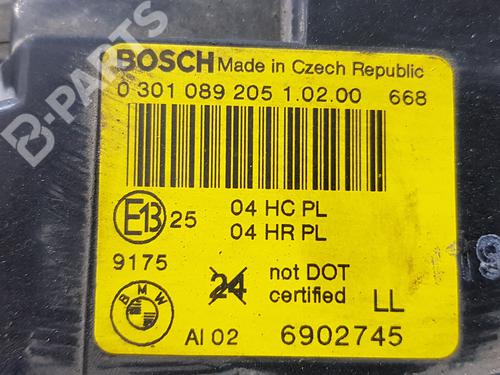 BOSCH Made in Czech Republic
0 301 089 205 1.02.00 668
E13 25 04 HC PL
04 HR PL
9175 24 not DOT
certified LL
BMW
AI 02 6902745
B-PARTS